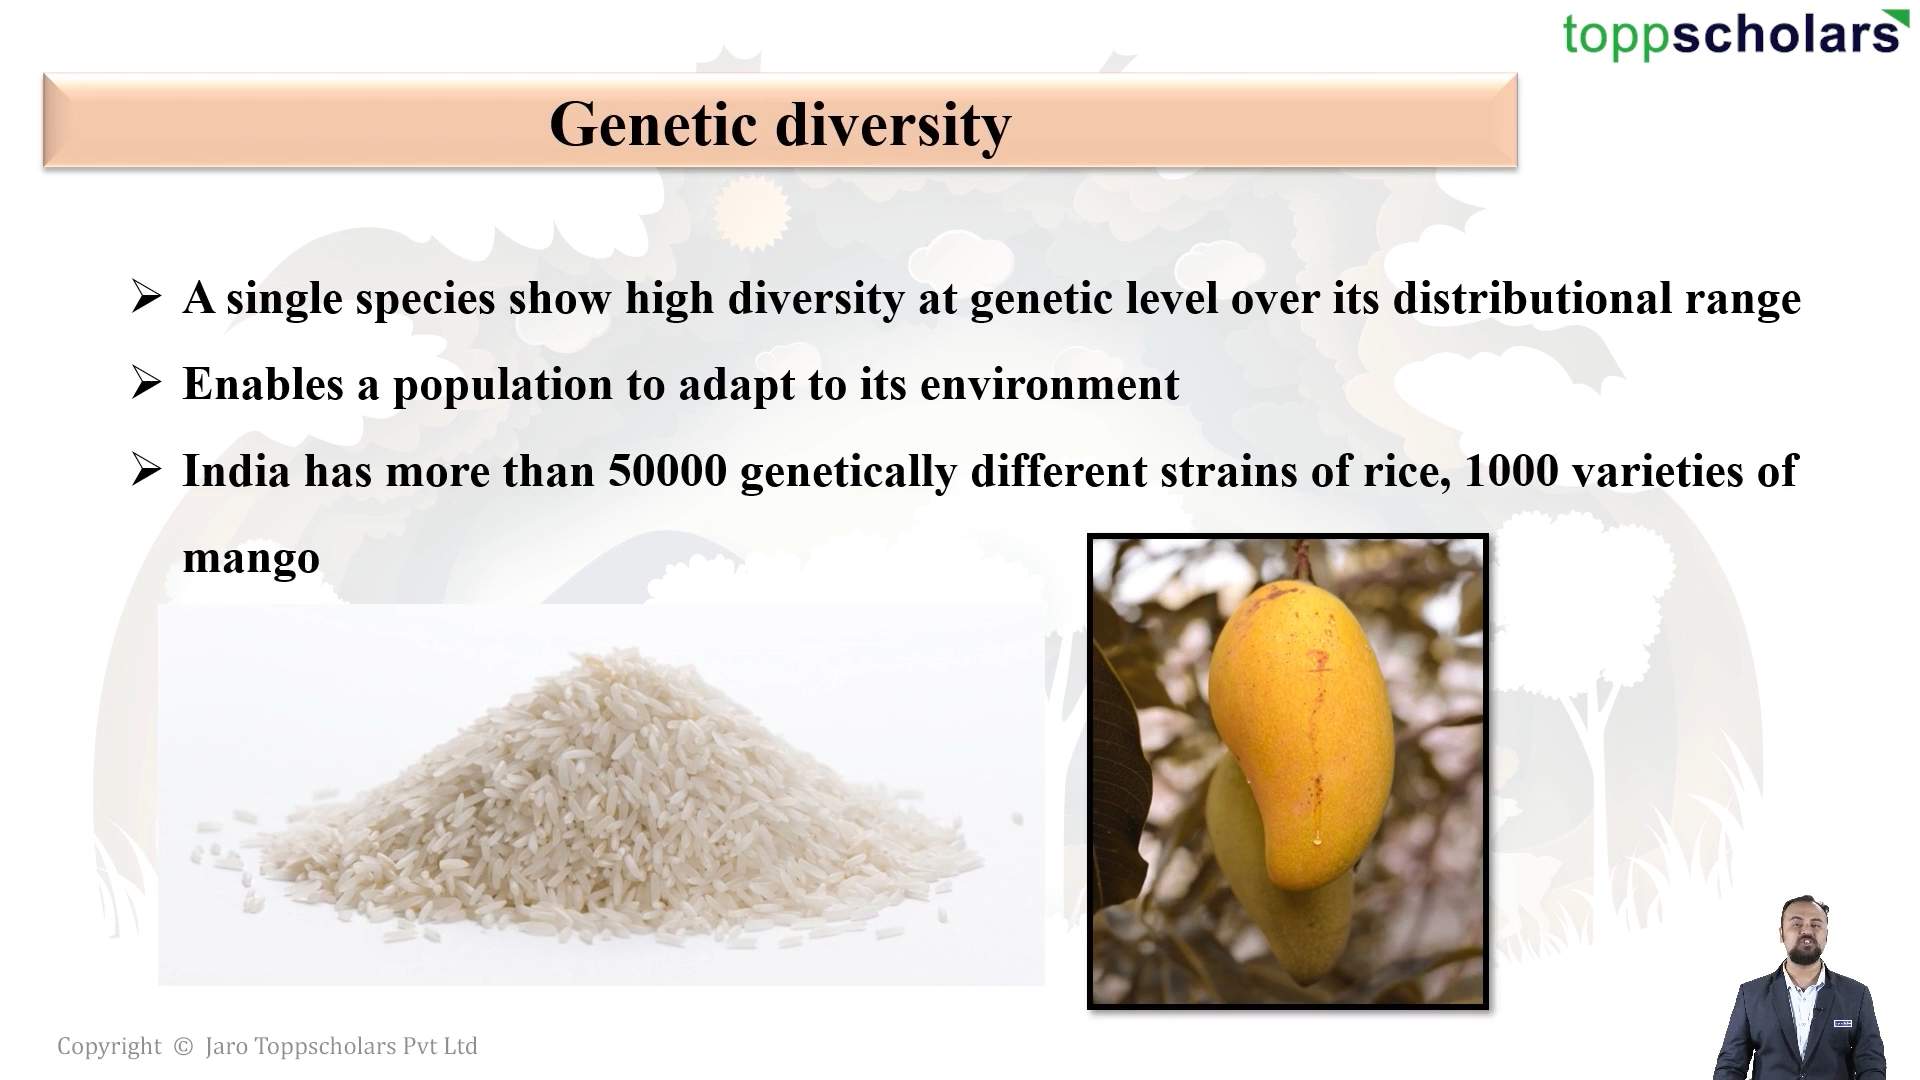 toppscholars
Genetic diversity
➢ A single species show high diversity at genetic level over its distributional range
➢ Enables a population to adapt to its environment
➢ India has more than 50000 genetically different strains of rice, 1000 varieties of
mango
Copyright © Jaro Toppscholars Pvt Ltd